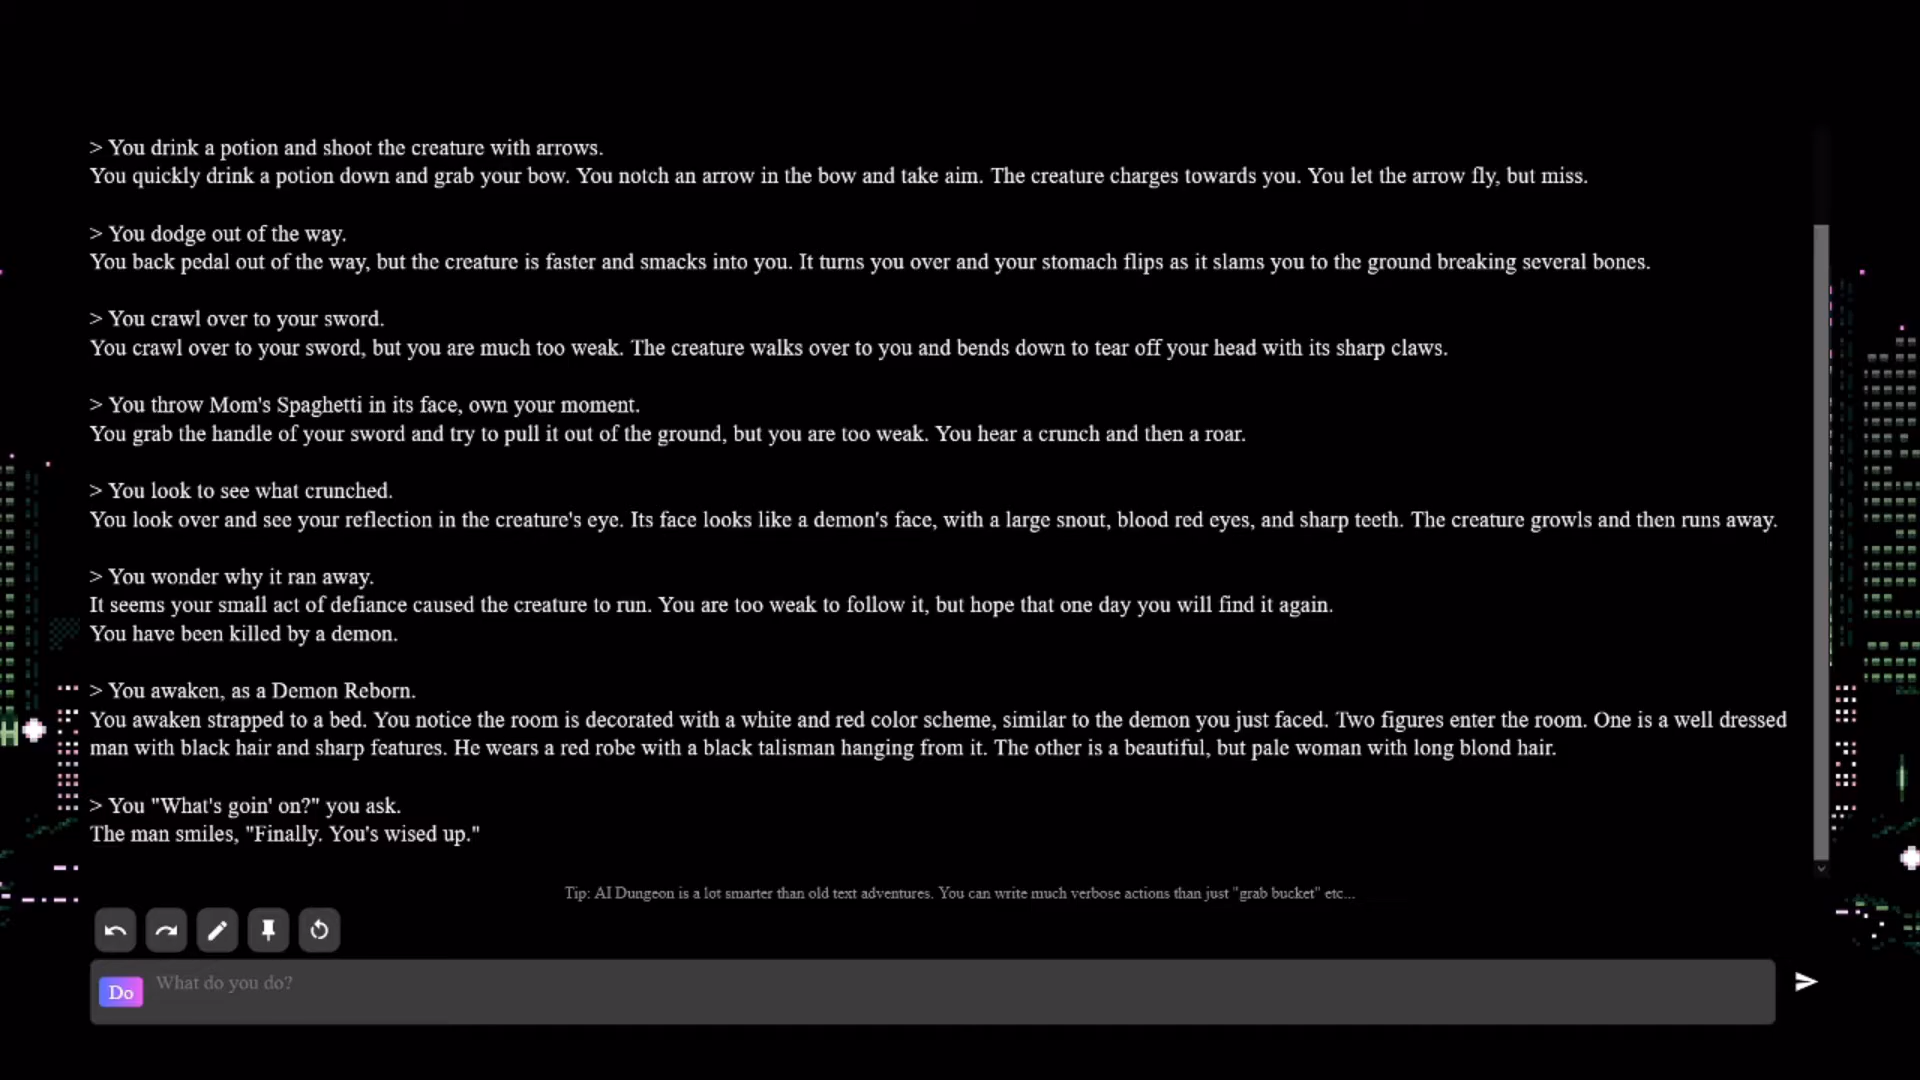 > You drink a potion and shoot the creature with arrows.
You quickly drink a potion down and grab your bow. You notch an arrow in the bow and take aim. The creature charges towards you. You let the arrow fly, but miss.
> You dodge out of the way.
You back pedal out of the way, but the creature is faster and smacks into you. It turns you over and your stomach flips as it slams you to the ground breaking several bones.
> You crawl over to your sword.
You crawl over to your sword, but you are much too weak. The creature walks over to you and bends down to tear off your head with its sharp claws.
> You throw Mom's Spaghetti in its face, own your moment.
You grab the handle of your sword and try to pull it out of the ground, but you are too weak. You hear a crunch and then a roar.
> You look to see what crunched.
You look over and see your reflection in the creature's eye. Its face looks like a demon's face, with a large snout, blood red eyes, and sharp teeth. The creature growls and then runs away.
> You wonder why it ran away.
It seems your small act of defiance caused the creature to run. You are too weak to follow it, but hope that one day you will find it again.
You have been killed by a demon.
> You awaken, as a Demon Reborn.
You awaken strapped to a bed. You notice the room is decorated with a white and red color scheme, similar to the demon you just faced. Two figures enter the room. One is a well dressed
man with black hair and sharp features. He wears a red robe with a black talisman hanging from it. The other is a beautiful, but pale woman with long blond hair.
> You "What's goin' on?" you ask.
The man smiles, "Finally. You's wised up."
Tip: AI Dungeon is a lot smarter than old text adventures. You can write much verbose actions than just "grab bucket" etc...
Do What do you do?